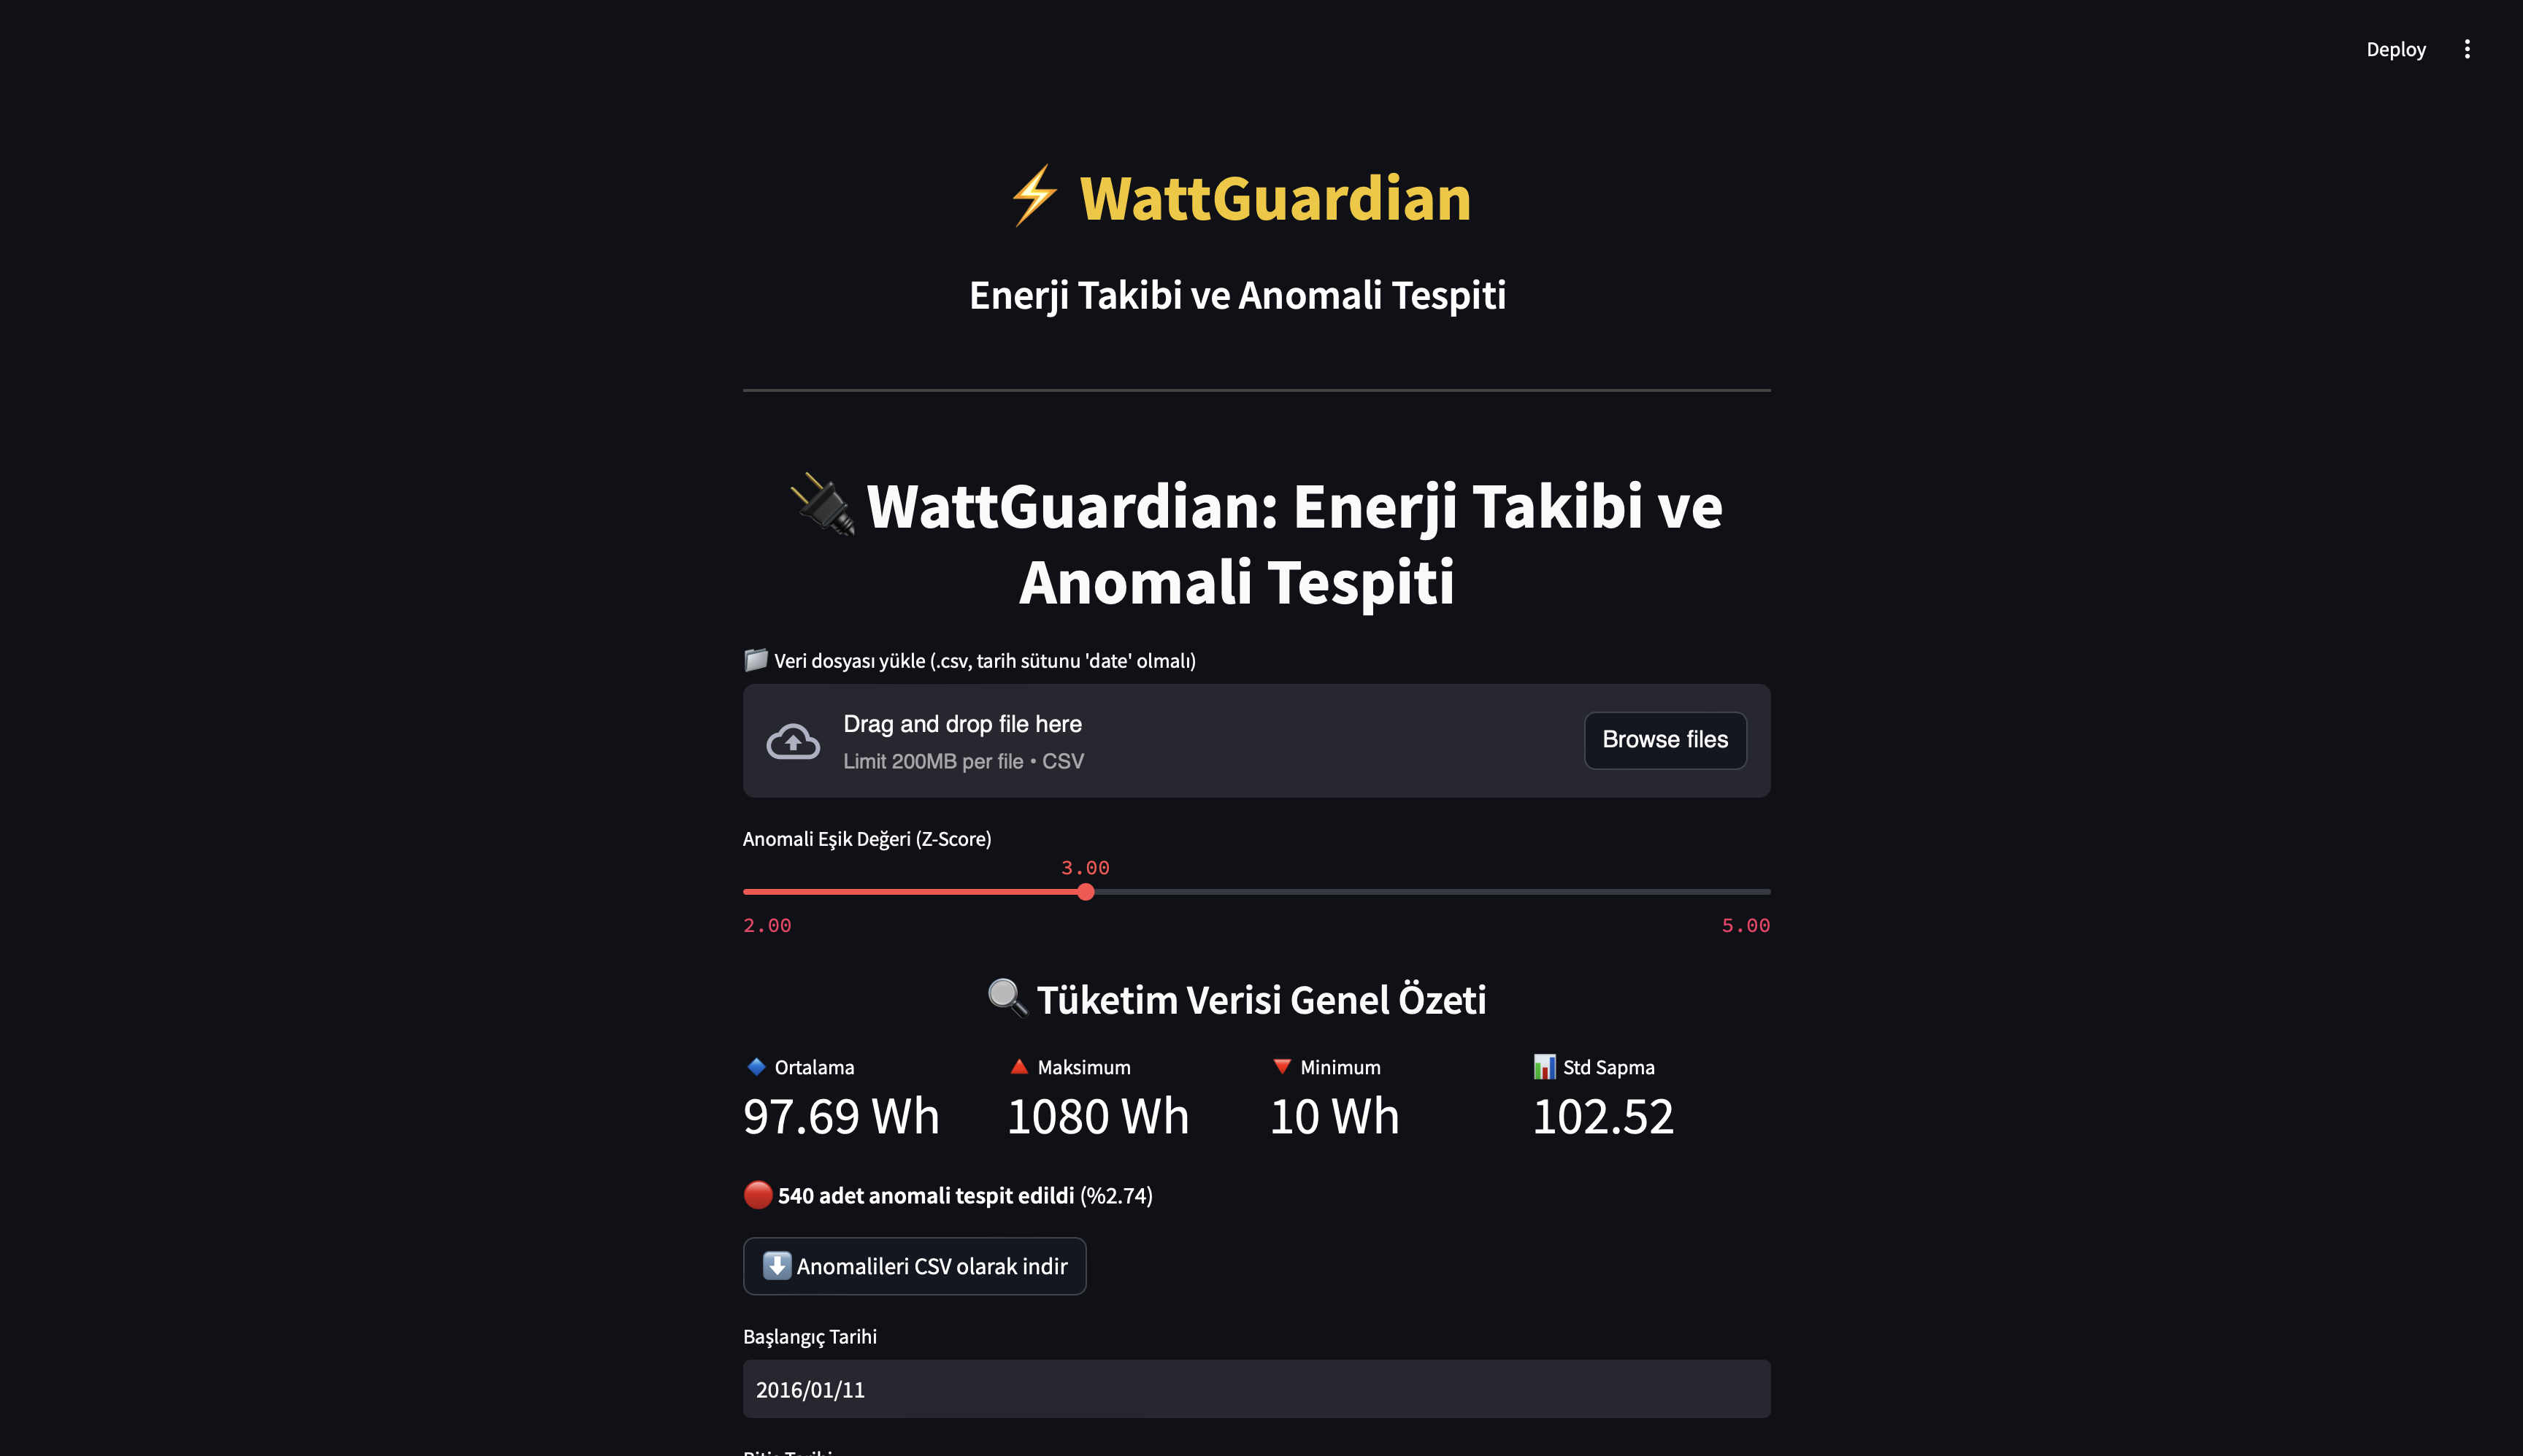 Deploy
⚡ WattGuardian
Enerji Takibi ve Anomali Tespiti
🔌 WattGuardian: Enerji Takibi ve
Anomali Tespiti
📁 Veri dosyası yükle (.csv, tarih sütunu 'date' olmalı)
Drag and drop file here
Limit 200MB per file • CSV
Browse files
Anomali Eşik Değeri (Z-Score)
3.00
2.00 5.00
🔍 Tüketim Verisi Genel Özeti
🔷 Ortalama 🔺 Maksimum 🔻 Minimum 📊 Std Sapma
97.69 Wh 1080 Wh 10 Wh 102.52
🔴 540 adet anomali tespit edildi (%2.74)
⬇️ Anomalileri CSV olarak indir
Başlangıç Tarihi
2016/01/11